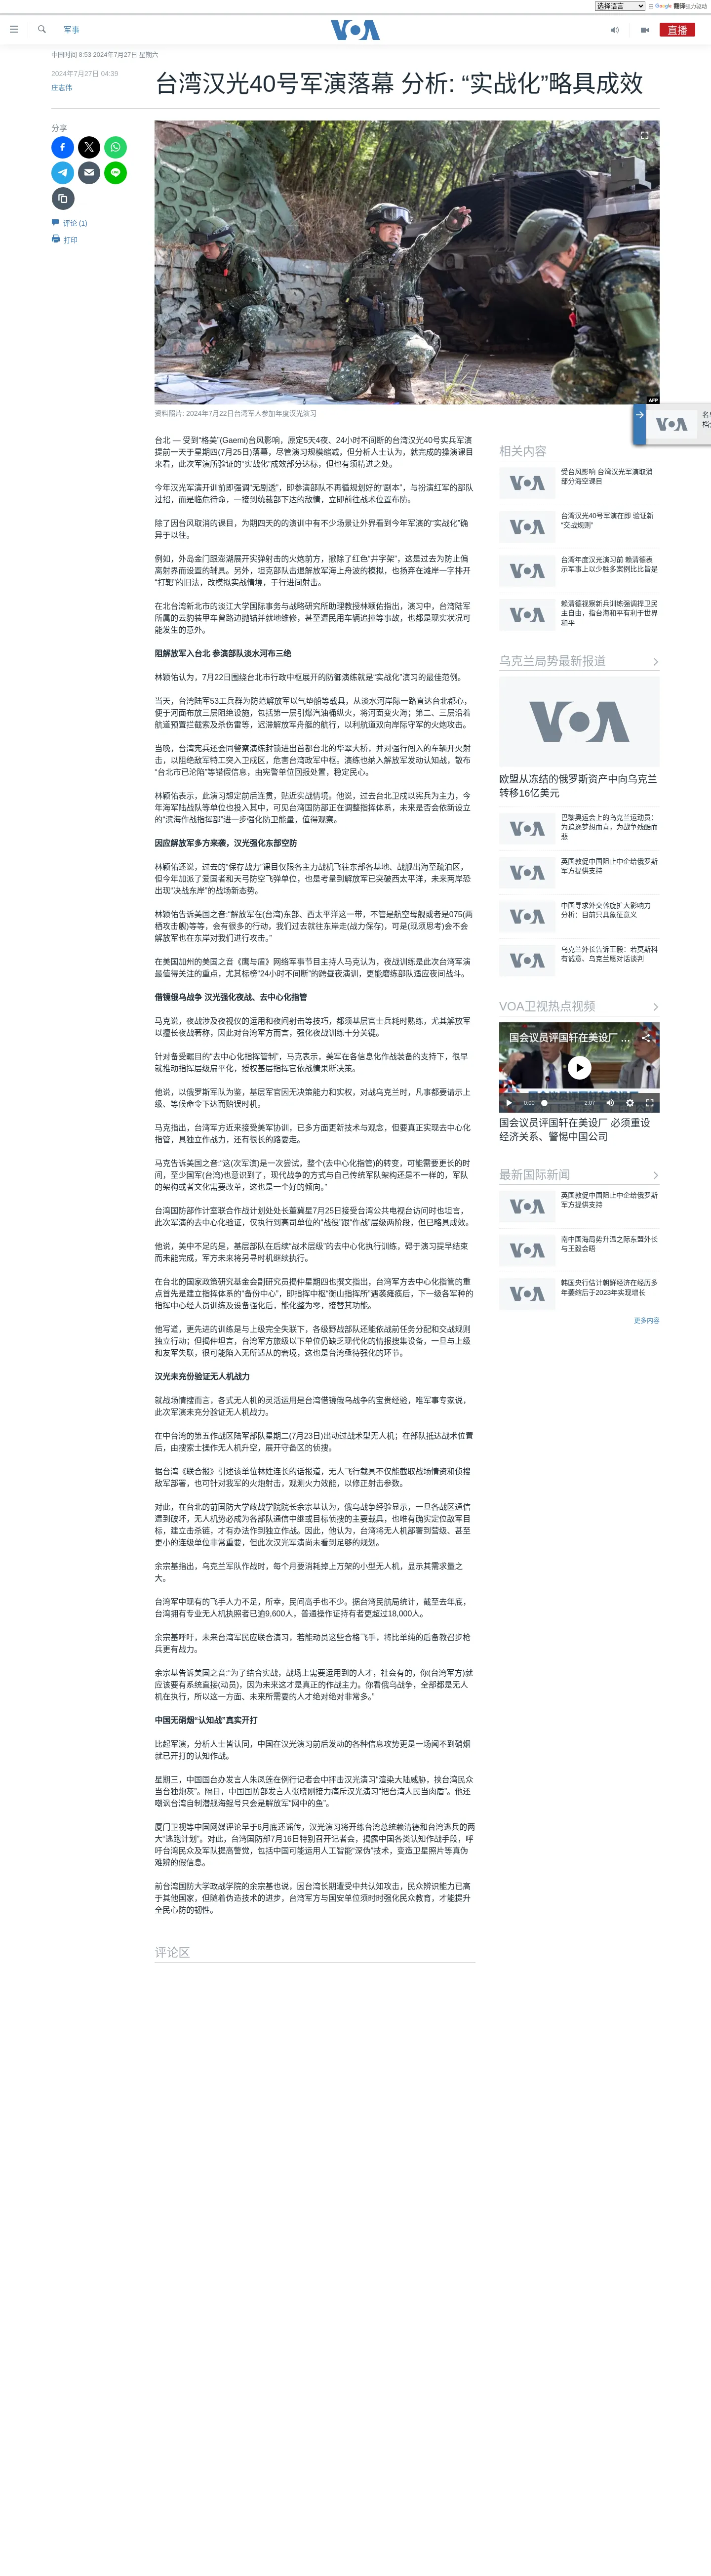 选择语言 由 Google 翻译强力驱动
军事
VOA
直播
中国时间 8:53 2024年7月27日 星期六
2024年7月27日 04:39
庄志伟
台湾汉光40号军演落幕 分析: “实战化”略具成效
分享
评论 (1)
打印
AFP
资料照片: 2024年7月22日台湾军人参加年度汉光演习
台北 — 受到“格美”(Gaemi)台风影响，原定5天4夜、24小时不间断的台湾汉光40号实兵军演
提前一天于星期四(7月25日)落幕，尽管演习规模缩减，但分析人士认为，就完成的操演课目
来看，此次军演所验证的“实战化”成效部分达标，但也有须精进之处。
今年汉光军演开训前即强调“无剧透”，即参演部队不再循规划好的“剧本”，与扮演红军的部队
过招，而是临危待命，一接到统裁部下达的敌情，立即前往战术位置布防。
除了因台风取消的课目，为期四天的的演训中有不少场景让外界看到今年军演的“实战化”确
异于以往。
例如，外岛金门跟澎湖展开实弹射击的火炮前方，撤除了红色“井字架”，这是过去为防止偏
离射界而设置的辅具。另外，坦克部队击退解放军海上舟波的模拟，也扬弃在滩岸一字排开
“打靶”的旧法，改模拟实战情境，于行进间射击。
在北台湾新北市的淡江大学国际事务与战略研究所助理教授林颖佑指出，演习中，台湾陆军
所属的云豹装甲车曾路边抛锚并就地维修，甚至遭民用车辆追撞等事故，也都是现实状况可
能发生的意外。
阻解放军入台北 参演部队淡水河布三绝
林颖佑认为，7月22日围绕台北市行政中枢展开的防御演练就是“实战化”演习的最佳范例。
当天，台湾陆军53工兵群为防范解放军以气垫船等载具，从淡水河岸际一路直达台北都心，
便于河面布放三层阻绝设施，包括第一层引爆汽油桶纵火，将河面变火海；第二、三层沿着
航道预置拦截索及杀伤雷等，迟滞解放军舟艇的航行，以利航道双向岸际守军的火炮攻击。
当晚，台湾宪兵还会同警察演练封锁进出首都台北的华翠大桥，并对强行闯入的车辆开火射
击，以阻绝敌军特工突入卫戍区，危害台湾政军中枢。演练也纳入解放军发动认知战，散布
“台北市已沦陷”等错假信息，由宪警单位回报处置，稳定民心。
林颖佑表示，此演习想定前后连贯，贴近实战情境。他说，过去台北卫戍以宪兵为主力，今
年海军陆战队等单位也投入其中，可见台湾国防部正在调整指挥体系，未来是否会依新设立
的“滨海作战指挥部”进一步强化防卫能量，值得观察。
因应解放军多方来袭，汉光强化东部空防
林颖佑还说，过去的“保存战力”课目仅限各主力战机飞往东部各基地、战舰出海至疏泊区，
但今年加派了爱国者和天弓防空飞弹单位，也是考量到解放军已突破西太平洋，未来两岸恐
出现“决战东岸”的战场新态势。
林颖佑告诉美国之音:“解放军在(台湾)东部、西太平洋这一带，不管是航空母舰或者是075(两
栖攻击舰)等等，会有很多的行动，我们过去就往东岸走(战力保存)，可是(现须思考)会不会
解放军也在东岸对我们进行攻击。”
在美国加州的美国之音《鹰与盾》网络军事节目主持人马克认为，夜战训练是此次台湾军演
最值得关注的重点，尤其标榜“24小时不间断”的跨昼夜演训，更能磨练部队适应夜间战斗。
借镜俄乌战争 汉光强化夜战、去中心化指管
马克说，夜战涉及夜视仪的运用和夜间射击等技巧，都须基层官士兵耗时熟练，尤其解放军
以擅长夜战著称，因此对台湾军方而言，强化夜战训练十分关键。
针对备受瞩目的“去中心化指挥管制”，马克表示，美军在各信息化作战装备的支持下，很早
就推动指挥层级扁平化，授权基层指挥官依战情果断决策。
他说，以俄罗斯军队为鉴，基层军官因无决策能力和实权，对战乌克兰时，凡事都要请示上
级、等候命令下达而贻误时机。
马克指出，台湾军方近来接受美军协训，已多方面更新技术与观念，但要真正实现去中心化
指管，具独立作战力，还有很长的路要走。
马克告诉美国之音:“这(次军演)是一次尝试，整个(去中心化指管)的转变，可能需要更长的时
间，至少国军(台湾)也意识到了，现代战争的方式与自己传统军队架构还是不一样的，军队
的架构或者文化需要改革，这也是一个好的倾向。”
台湾国防部作计室联合作战计划处处长董冀星7月25日接受台湾公共电视台访问时也坦言，
此次军演的去中心化验证，仅执行到高司单位的“战役”跟“作战”层级两阶段，但已略具成效。
他说，美中不足的是，基层部队在后续“战术层级”的去中心化执行训练，碍于演习提早结束
而未能完成，军方未来将另寻时机继续执行。
在台北的国家政策研究基金会副研究员揭仲星期四也撰文指出，台湾军方去中心化指管的重
点首先是建立指挥体系的“备份中心”，即指挥中枢“衡山指挥所”遇袭瘫痪后，下一级各军种的
指挥中心经人员训练及设备强化后，能化整为零，接替其功能。
他写道，更先进的训练是与上级完全失联下，各级野战部队还能依战前任务分配和交战规则
独立行动；但揭仲坦言，台湾军方旅级以下单位仍缺乏现代化的情报搜集设备，一旦与上级
和友军失联，很可能陷入无所适从的窘境，这也是台湾亟待强化的环节。
汉光未充份验证无人机战力
就战场情搜而言，各式无人机的灵活运用是台湾借镜俄乌战争的宝贵经验，唯军事专家说，
此次军演未充分验证无人机战力。
在中台湾的第五作战区陆军部队星期二(7月23日)出动过战术型无人机；在部队抵达战术位置
后，由搜索士操作无人机升空，展开守备区的侦搜。
据台湾《联合报》引述该单位林姓连长的话报道，无人飞行载具不仅能截取战场情资和侦搜
敌军部署，也可针对我军的火炮射击，观测火力效能，以修正射击参数。
对此，在台北的前国防大学政战学院院长余宗基认为，俄乌战争经验显示，一旦各战区通信
遭到破坏，无人机势必成为各部队通信中继或目标侦搜的主要载具，也唯有确实定位敌军目
标，建立击杀链，才有办法作到独立作战。因此，他认为，台湾将无人机部署到营级、甚至
更小的连级单位非常重要，但此次汉光军演尚未看到足够的规划。
余宗基指出，乌克兰军队作战时，每个月要消耗掉上万架的小型无人机，显示其需求量之
大。
台湾军中现有的飞手人力不足，所幸，民间高手也不少。据台湾民航局统计，截至去年底，
台湾拥有专业无人机执照者已逾9,600人，普通操作证持有者更超过18,000人。
余宗基呼吁，未来台湾军民应联合演习，若能动员这些合格飞手，将比单纯的后备教召步枪
兵更有战力。
余宗基告诉美国之音:“为了结合实战，战场上需要运用到的人才，社会有的，你(台湾军方)就
应该要有系统直接(动员)，因为未来这才是真正的作战主力。你看俄乌战争，全部都是无人
机在执行，所以这一方面、未来所需要的人才绝对绝对非常多。”
中国无硝烟“认知战”真实开打
比起军演，分析人士皆认同，中国在汉光演习前后发动的各种信息攻势更是一场闻不到硝烟
就已开打的认知作战。
星期三，中国国台办发言人朱凤莲在例行记者会中抨击汉光演习“渲染大陆威胁，挟台湾民众
当台独炮灰”。隔日，中国国防部发言人张晓刚接力痛斥汉光演习“把台湾人民当肉盾”。他还
嘲讽台湾自制潜舰海鲲号只会是解放军“网中的鱼”。
厦门卫视等中国网媒评论早于6月底还谣传，汉光演习将开练台湾总统赖清德和台湾逃兵的两
大“逃跑计划”。对此，台湾国防部7月16日特别召开记者会，揭露中国各类认知作战手段，呼
吁台湾民众及军队提高警觉，包括中国可能运用人工智能“深伪”技术，变造卫星照片等真伪
难辨的假信息。
前台湾国防大学政战学院的余宗基也说，因台湾长期遭受中共认知攻击，民众辨识能力已高
于其他国家，但随着伪造技术的进步，台湾军方与国安单位须时时强化民众教育，才能提升
全民心防的韧性。
评论区
相关内容
受台风影响 台湾汉光军演取消
部分海空课目
台湾汉光40号军演在即 验证新
“交战规则”
台湾年度汉光演习前 赖清德表
示军事上以少胜多案例比比皆是
赖清德视察新兵训练强调捍卫民
主自由，指台海和平有利于世界
和平
乌克兰局势最新报道
VOA
欧盟从冻结的俄罗斯资产中向乌克兰
转移16亿美元
巴黎奥运会上的乌克兰运动员：
为追逐梦想而喜，为战争残酷而
悲
英国敦促中国阻止中企给俄罗斯
军方提供支持
中国寻求外交斡旋扩大影响力
分析：目前只具象征意义
乌克兰外长告诉王毅：若莫斯科
有诚意、乌克兰愿对话谈判
VOA卫视热点视频
国会议员评国轩在美设厂 ...
0:00
2:07
国会议员评国轩在美设厂 必须重设
经济关系、警惕中国公司
最新国际新闻
英国敦促中国阻止中企给俄罗斯
军方提供支持
南中国海局势升温之际东盟外长
与王毅会晤
韩国央行估计朝鲜经济在经历多
年萎缩后于2023年实现增长
更多内容